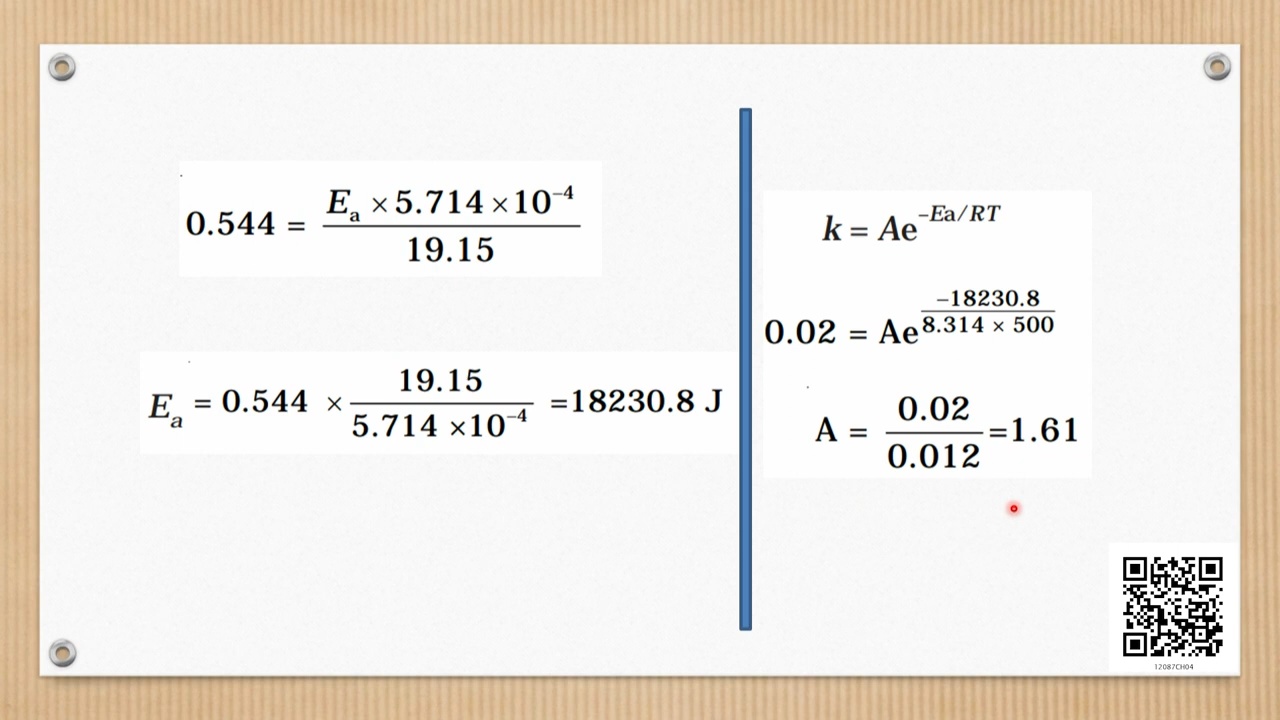 0.544 = Eₐ × 5.714 × 10⁻⁴ / 19.15
Eₐ = 0.544 × 19.15 / 5.714 × 10⁻⁴ = 18230.8 J
k = Ae^(–Ea/RT)
0.02 = Ae^(–18230.8 / 8.314 × 500)
A = 0.02 / 0.012 = 1.61
12087CH04